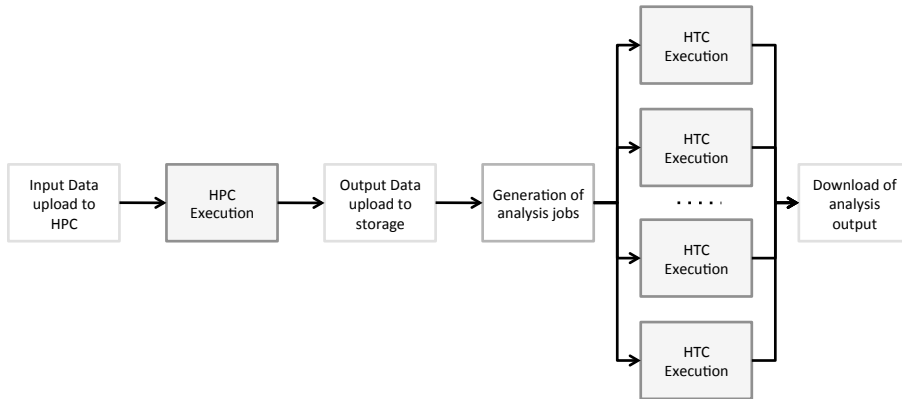 Input Data
upload to
HPC
HPC
Execution
Output Data
upload to
storage
Generation of
analysis jobs
HTC
Execution
HTC
Execution
.....
HTC
Execution
HTC
Execution
Download of
analysis
output